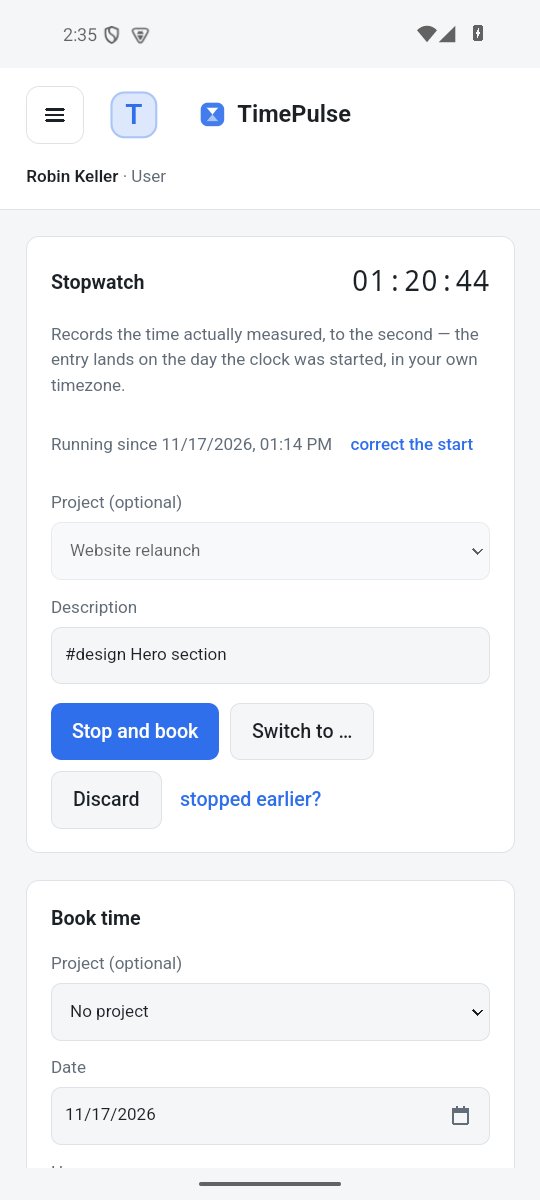 2:35
T
TimePulse
Robin Keller · User
Stopwatch
01:20:44
Records the time actually measured, to the second — the
entry lands on the day the clock was started, in your own
timezone.
Running since 11/17/2026, 01:14 PM correct the start
Project (optional)
Website relaunch
Description
#design Hero section
Stop and book
Switch to …
Discard
stopped earlier?
Book time
Project (optional)
No project
Date
11/17/2026